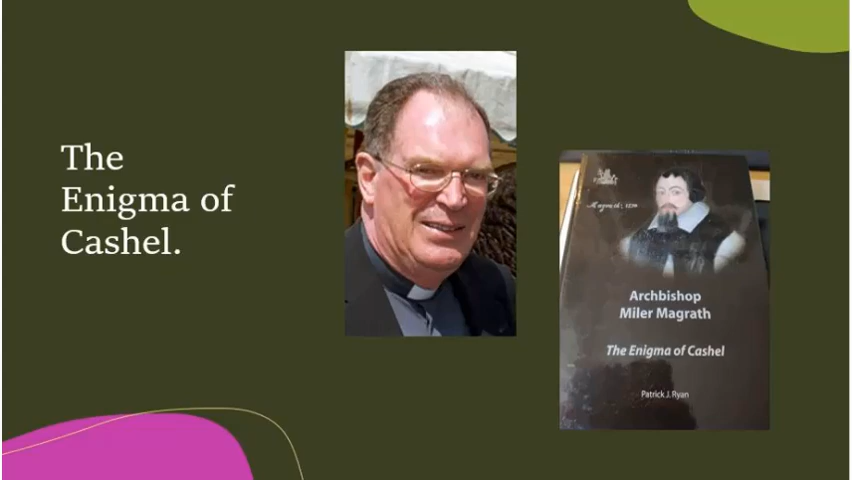 The
Enigma of
Cashel.
Archbishop
Miler Magrath
The Enigma of Cashel
Patrick J. Ryan